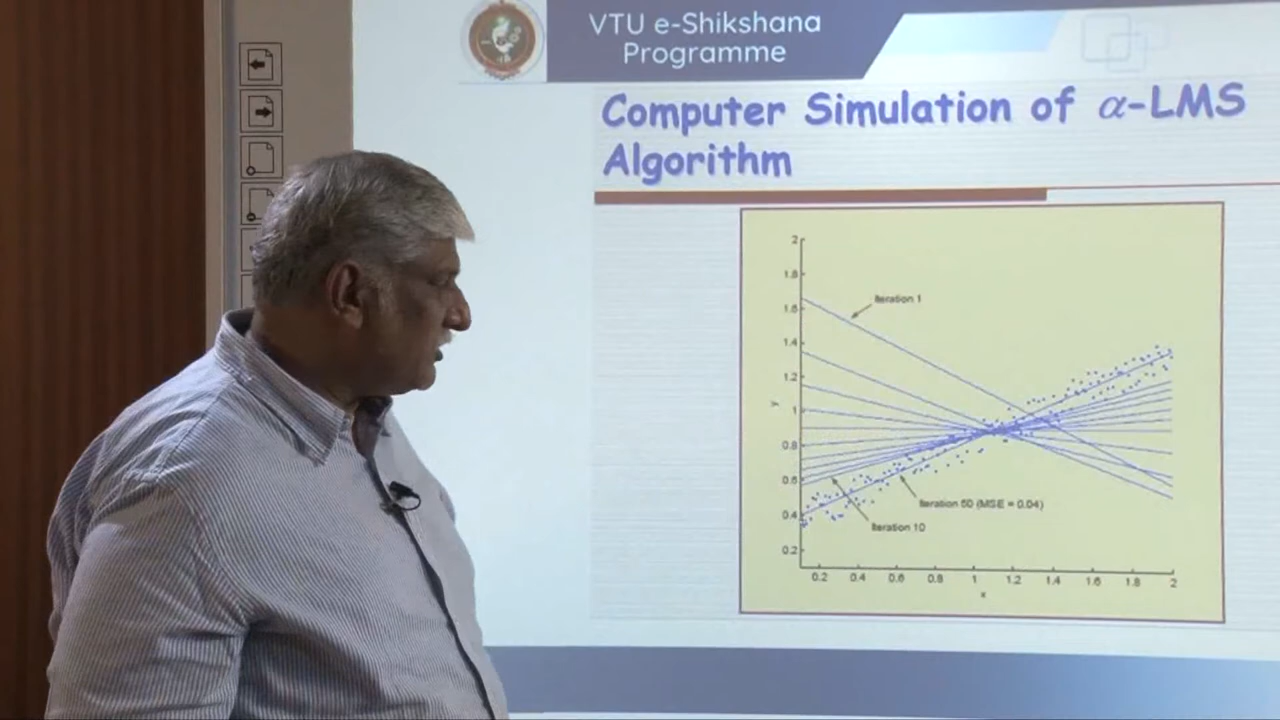 VTU e-Shikshana
Programme
Computer Simulation of α-LMS
Algorithm
2
1.8
1.6
1.4
1.2
1
0.8
0.6
0.4
0.2
y
Iteration 1
Iteration 50 (MSE = 0.04)
Iteration 10
0.2 0.4 0.6 0.8 1 1.2 1.4 1.6 1.8 2
x